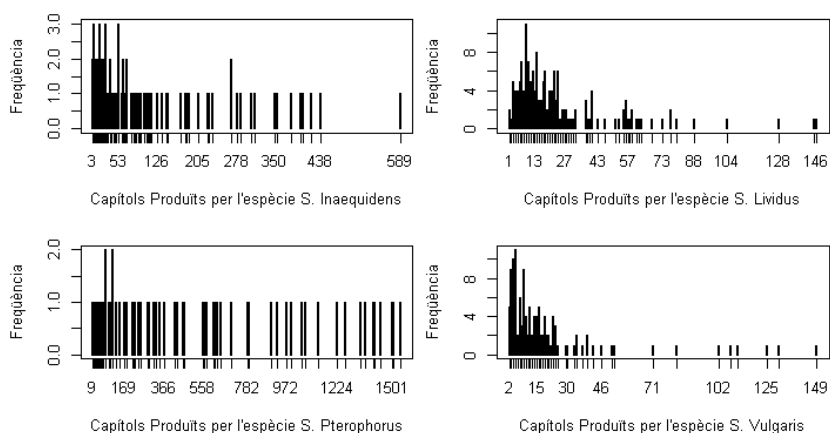 Freqüència
0.0 1.0 2.0 3.0
3 53 126 205 278 350 438 589
Capítols Produïts per l'espècie S. Inaequidens
Freqüència
0 4 8
1 13 27 43 57 73 88 104 128 146
Capítols Produïts per l'espècie S. Lividus
Freqüència
0.0 1.0 2.0
9 169 366 558 782 972 1224 1501
Capítols Produïts per l'espècie S. Pterophorus
Freqüència
0 4 8
2 15 30 46 71 102 125 149
Capítols Produïts per l'espècie S. Vulgaris